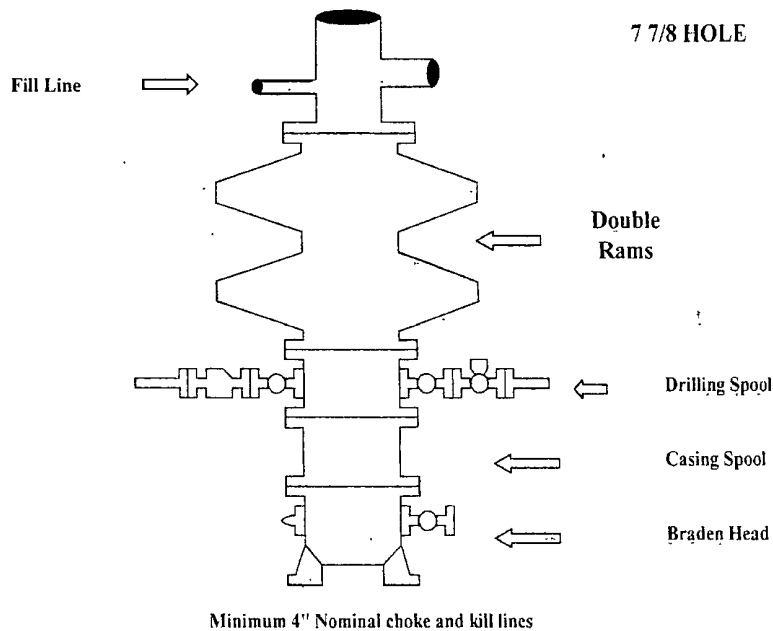 7 7/8 HOLE
Fill Line
Double
Rams
Drilling Spool
Casing Spool
Braden Head
Minimum 4" Nominal choke and kill lines